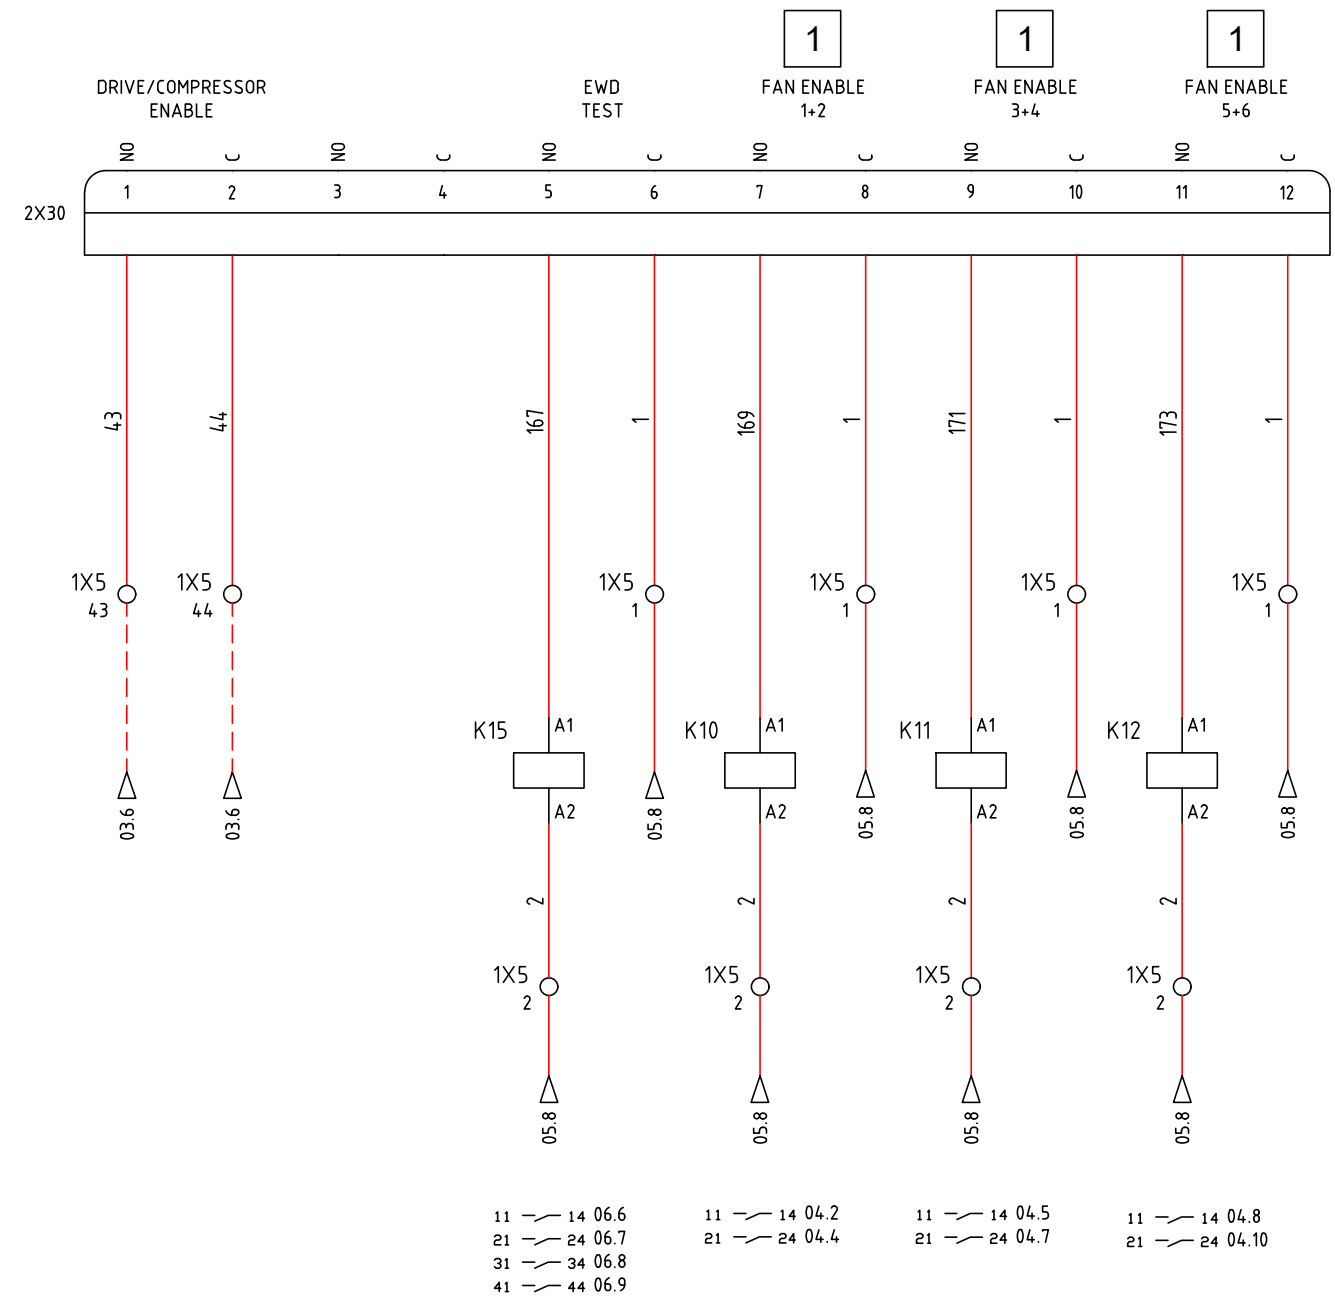 1 1 1
DRIVE/COMPRESSOR EWD FAN ENABLE FAN ENABLE FAN ENABLE
ENABLE TEST 1+2 3+4 5+6
NO C NO C NO C NO C NO C NO C
1 2 3 4 5 6 7 8 9 10 11 12
2X30
43 44 167 1 169 1 171 1 173 1
1X5 1X5 1X5 1X5 1X5 1X5
43 44 1 1 1 1
K15 A1 K10 A1 K11 A1 K12 A1
A2 A2 A2 A2
03.6 03.6 05.8 05.8 05.8 05.8
2 2 2 2
1X5 1X5 1X5 1X5
2 2 2 2
05.8 05.8 05.8 05.8
11 14 06.6 11 14 04.2 11 14 04.5 11 14 04.8
21 24 06.7 21 24 04.4 21 24 04.7 21 24 04.10
31 34 06.8
41 44 06.9